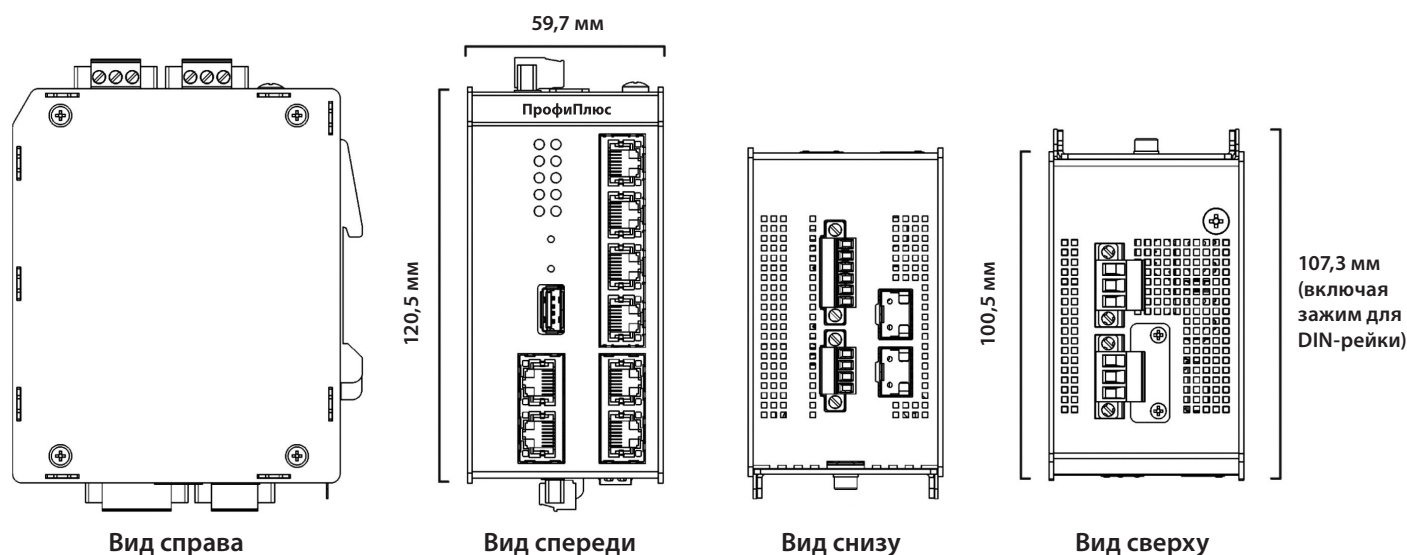 59,7 мм
ПрофиПлюс
120,5 мм
100,5 мм
107,3 мм
(включая
зажим для
DIN-рейки)
Вид справа
Вид спереди
Вид снизу
Вид сверху